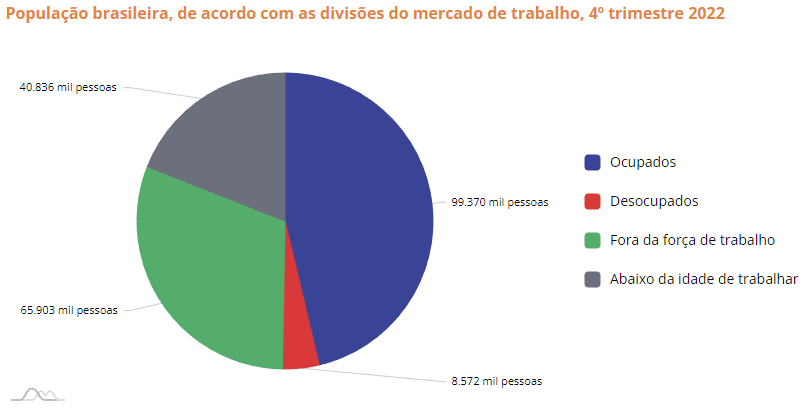 População brasileira, de acordo com as divisões do mercado de trabalho, 4º trimestre 2022
40.836 mil pessoas
99.370 mil pessoas
65.903 mil pessoas
8.572 mil pessoas
Ocupados
Desocupados
Fora da força de trabalho
Abaixo da idade de trabalhar